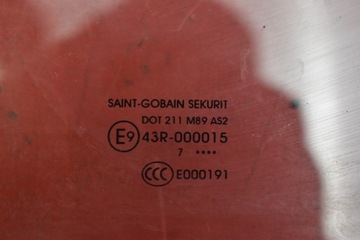 SAINT-GOBAIN SEKURIT
DOT 211 M89 AS2
E9 43R-000015
7 ••••
CCC E000191